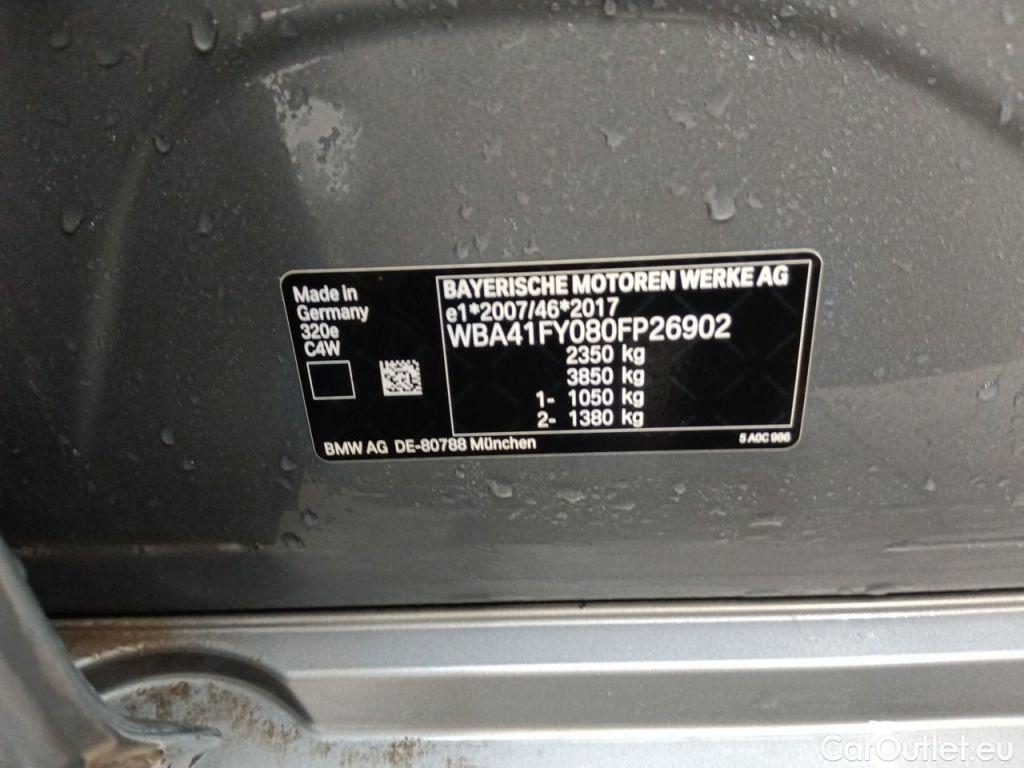 Made in
Germany
320e
C4W
BAYERISCHE MOTOREN WERKE AG
e1*2007/46*2017
WBA41FY080FP26902
2350 kg
3850 kg
1- 1050 kg
2- 1380 kg
BMW AG DE-80788 München
5 A0C 986
CarOutlet.eu